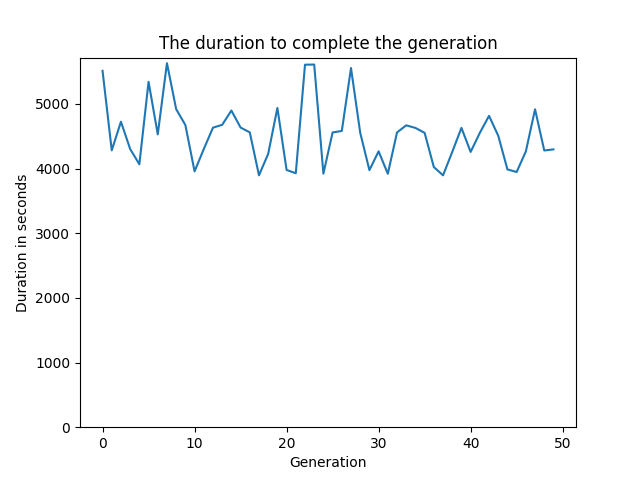 The duration to complete the generation
Duration in seconds
5000
4000
3000
2000
1000
0
0 10 20 30 40 50
Generation